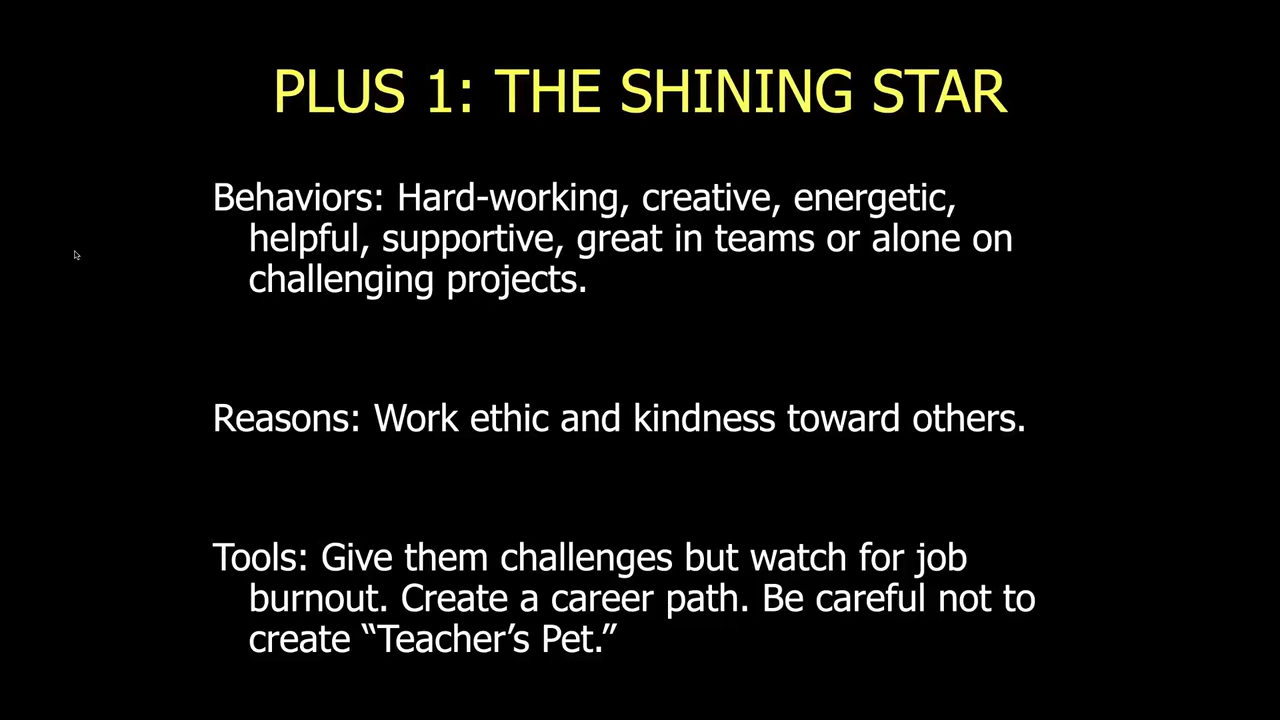 PLUS 1: THE SHINING STAR
Behaviors: Hard-working, creative, energetic,
helpful, supportive, great in teams or alone on
challenging projects.
Reasons: Work ethic and kindness toward others.
Tools: Give them challenges but watch for job
burnout. Create a career path. Be careful not to
create “Teacher’s Pet.”